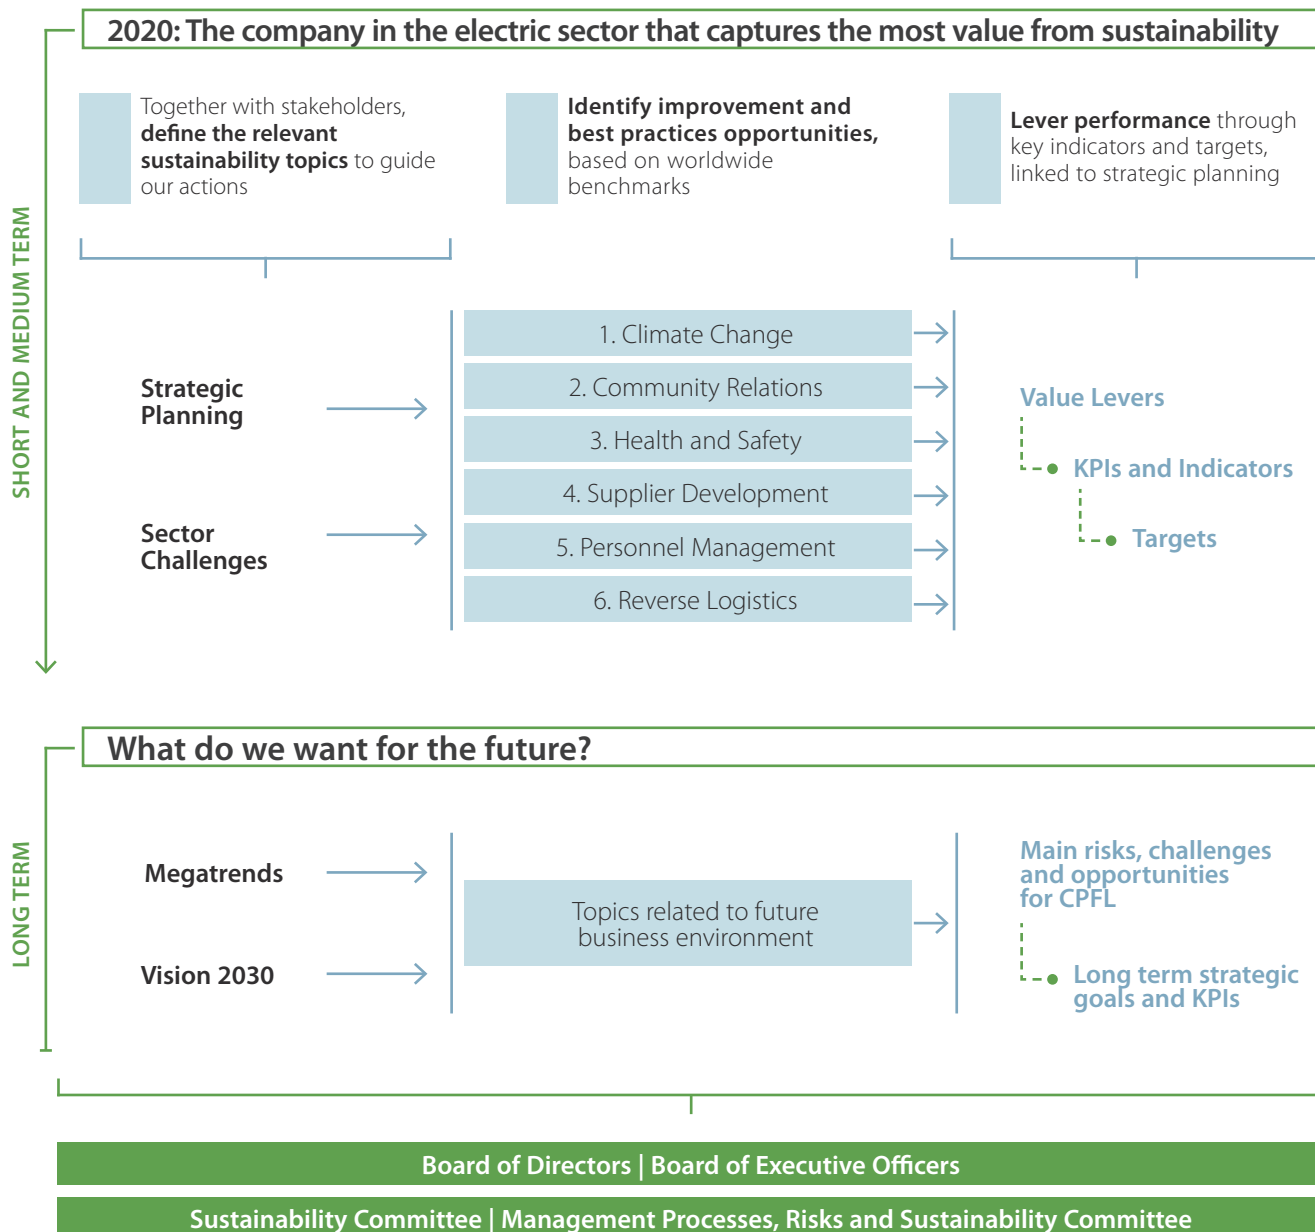 2020: The company in the electric sector that captures the most value from sustainability
Together with stakeholders,
define the relevant
sustainability topics to guide
our actions
Identify improvement and
best practices opportunities,
based on worldwide
benchmarks
Lever performance through
key indicators and targets,
linked to strategic planning
SHORT AND MEDIUM TERM
Strategic
Planning
Sector
Challenges
1. Climate Change
2. Community Relations
3. Health and Safety
4. Supplier Development
5. Personnel Management
6. Reverse Logistics
Value Levers
KPIs and Indicators
Targets
What do we want for the future?
LONG TERM
Megatrends
Vision 2030
Topics related to future
business environment
Main risks, challenges
and opportunities
for CPFL
Long term strategic
goals and KPIs
Board of Directors | Board of Executive Officers
Sustainability Committee | Management Processes, Risks and Sustainability Committee